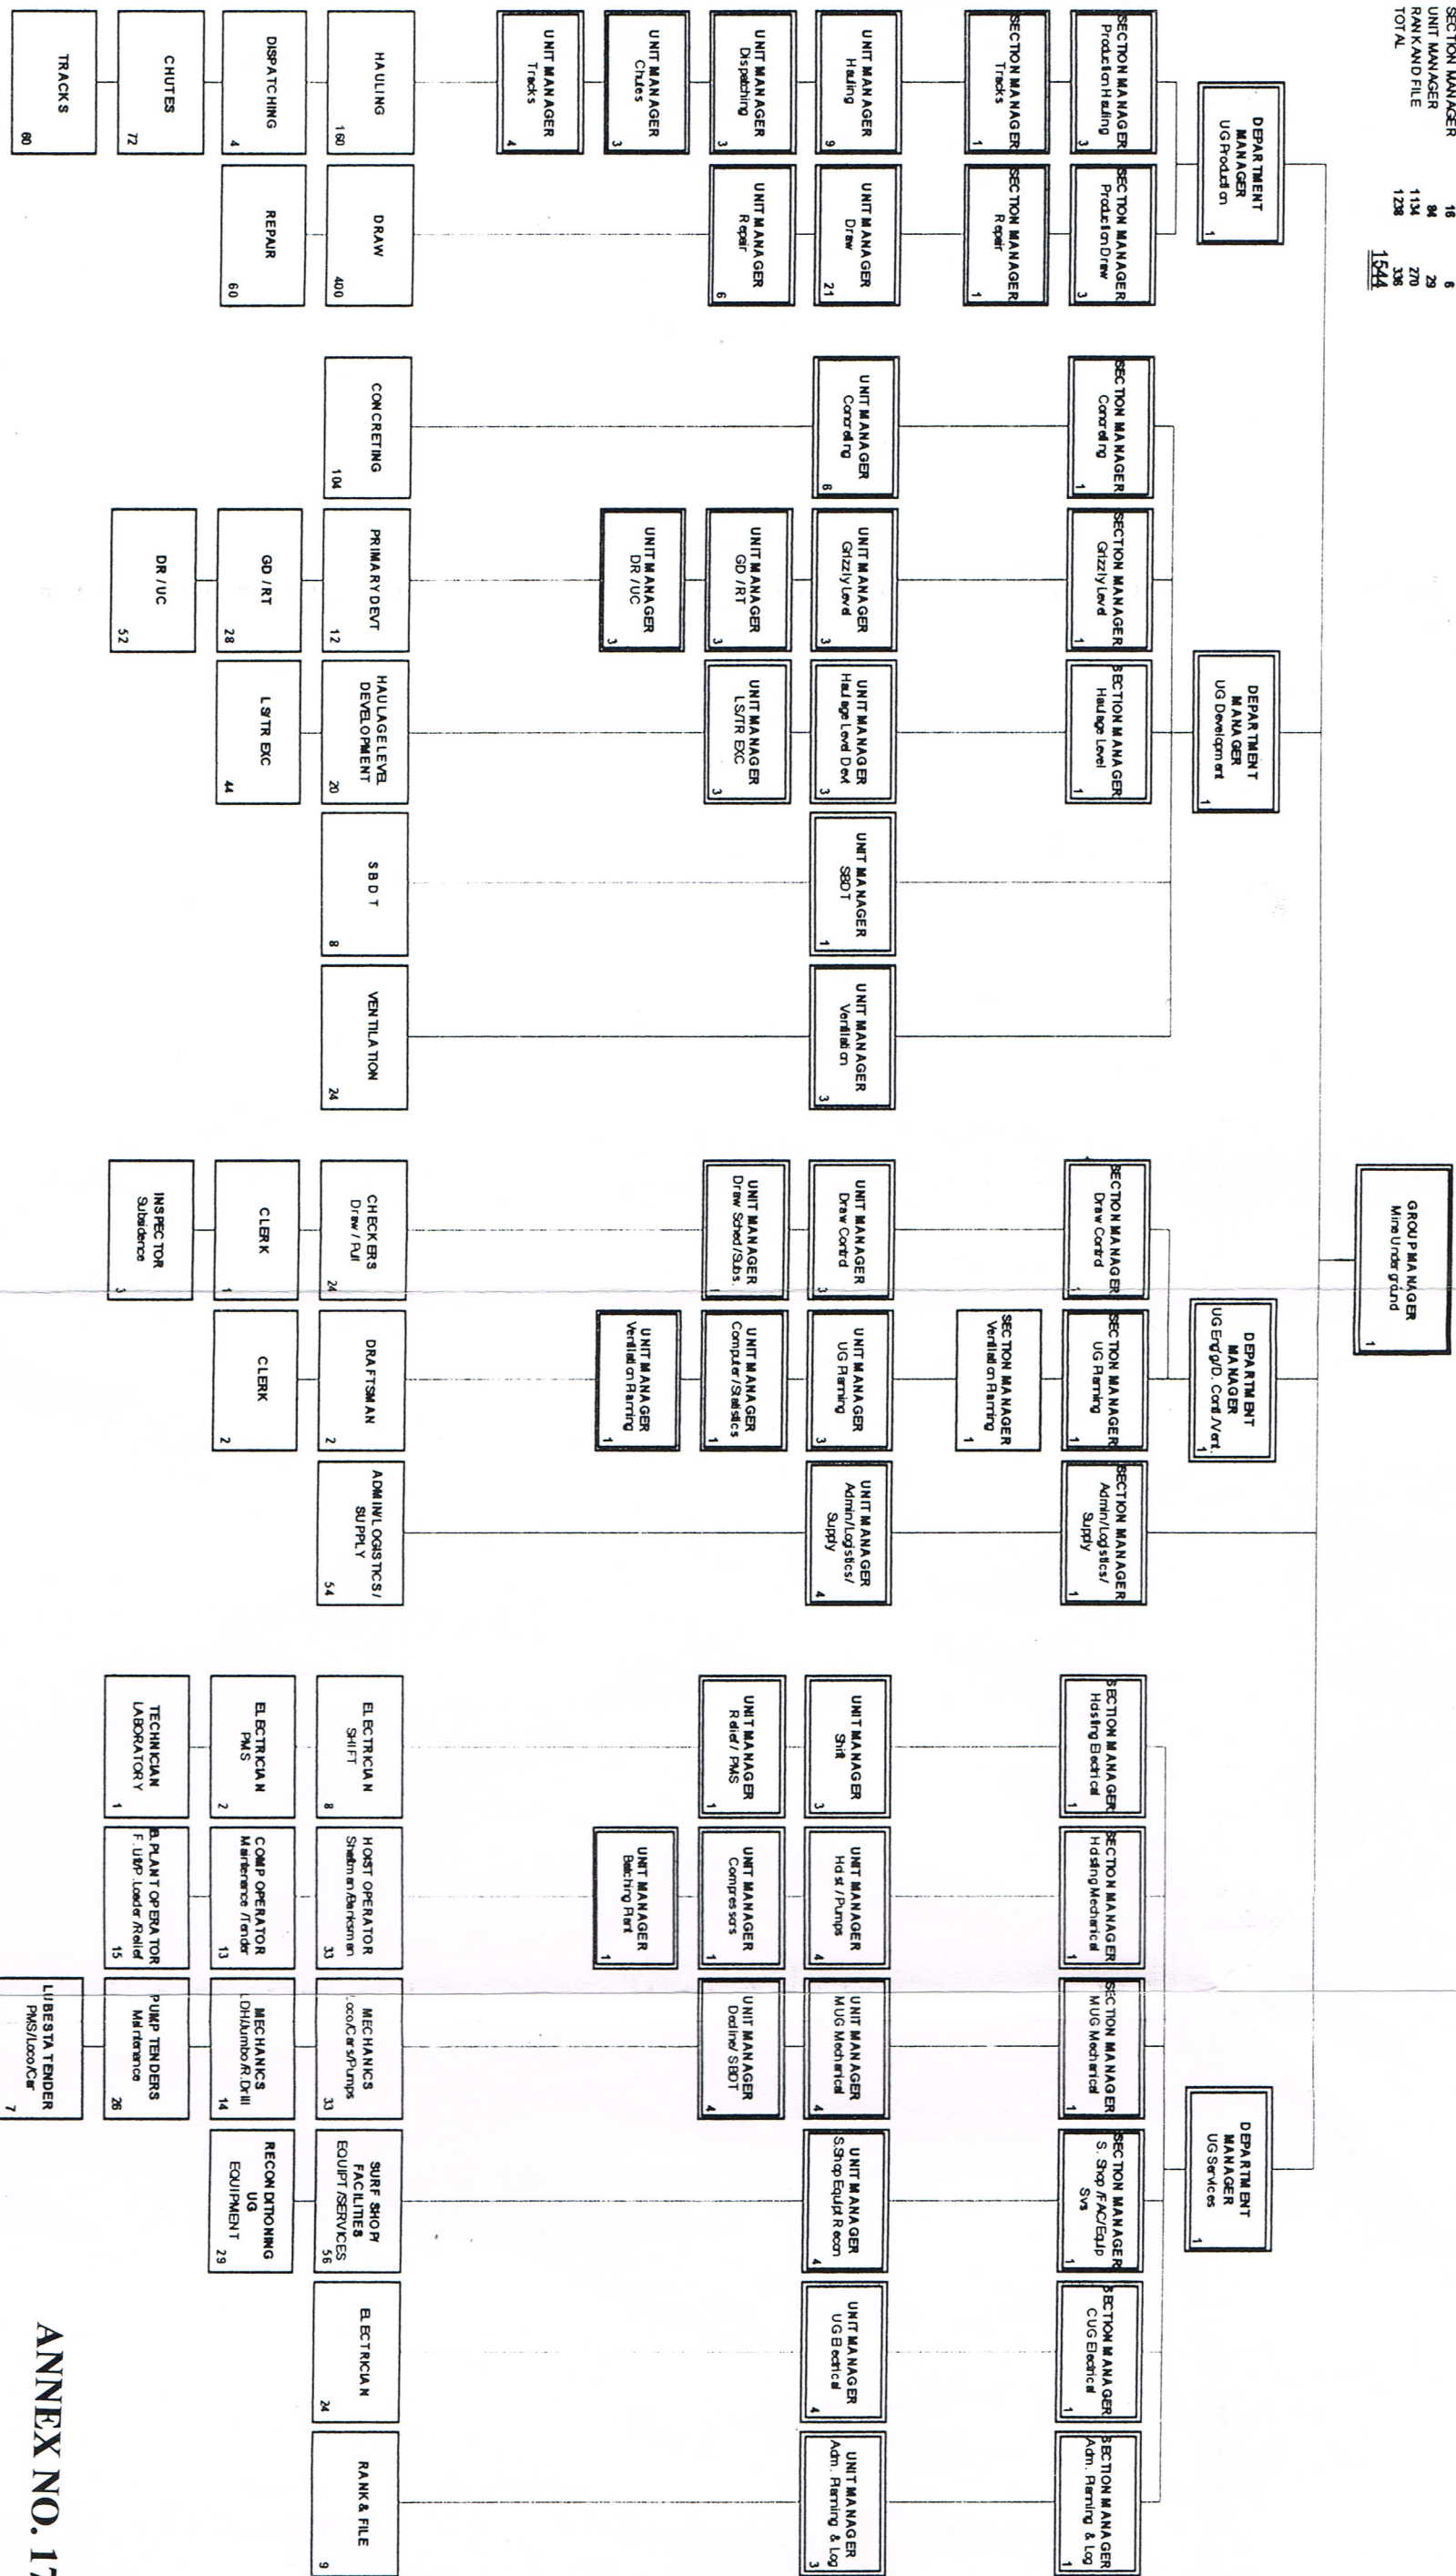 SECTION MANAGER 16 6
UNIT MANAGER 84 29
RANK AND FILE 1134 270
TOTAL 1238 336
1544
GROUP MANAGER
Mine Underground
1
DEPARTMENT
MANAGER
UG Production
1
DEPARTMENT
MANAGER
UG Development
1
DEPARTMENT
MANAGER
UG Eng'g/D. Contl./Vent.
1
DEPARTMENT
MANAGER
UG Services
1
SECTION MANAGER
Production Hauling
3
SECTION MANAGER
Production Draw
3
SECTION MANAGER
Concreting
1
SECTION MANAGER
Grizzly Level
1
SECTION MANAGER
Haulage Level
1
SECTION MANAGER
Draw Control
1
SECTION MANAGER
UG Planning
1
SECTION MANAGER
Admin/Logistics/
Supply
1
SECTION MANAGER
Hoisting Electrical
1
SECTION MANAGER
Hoisting Mechanical
1
SECTION MANAGER
MUG Mechanical
1
SECTION MANAGER
S. Shop /FAC/Equip
Svs
1
SECTION MANAGER
CUG Electrical
1
SECTION MANAGER
Adm. Planning & Log
1
SECTION MANAGER
Tracks
1
SECTION MANAGER
Repair
1
SECTION MANAGER
Ventilation Planning
1
UNIT MANAGER
Hauling
9
UNIT MANAGER
Draw
21
UNIT MANAGER
Concreting
6
UNIT MANAGER
Grizzly Level
3
UNIT MANAGER
Haulage Level Devt
3
UNIT MANAGER
SBDT
1
UNIT MANAGER
Ventilation
3
UNIT MANAGER
Draw Control
3
UNIT MANAGER
UG Planning
3
UNIT MANAGER
Admin/Logistics/
Supply
4
UNIT MANAGER
Shift
3
UNIT MANAGER
Hoist /Pumps
4
UNIT MANAGER
MUG Mechanical
4
UNIT MANAGER
S.Shop Equipt Recon
4
UNIT MANAGER
UG Electrical
4
UNIT MANAGER
Adm. Planning & Log
3
UNIT MANAGER
Dispatching
3
UNIT MANAGER
Repair
6
UNIT MANAGER
GD /RT
3
UNIT MANAGER
LS/TR EXC
3
UNIT MANAGER
Draw Sched/Subs.
1
UNIT MANAGER
Computer/Statistics
1
UNIT MANAGER
Relief/ PMS
1
UNIT MANAGER
Compressors
1
UNIT MANAGER
Decline/ SBDT
4
UNIT MANAGER
Chutes
3
UNIT MANAGER
DR /UC
3
UNIT MANAGER
Ventilation Planning
1
UNIT MANAGER
Batching Plant
1
UNIT MANAGER
Tracks
4
HAULING
160
DRAW
400
CONCRETING
104
PRIMARY DEVT
12
HAULAGE LEVEL
DEVELOPMENT
20
S B D T
8
VENTILATION
24
CHECKERS
Draw / Pull
24
DRAFTSMAN
2
ADMIN/LOGISTICS/
SUPPLY
54
ELECTRICIAN
SHIFT
8
HOIST OPERATOR
Shaftman/Banksman
33
MECHANICS
Loco/Cars/Pumps
33
SURF SHOP/
FACILITIES
EQUIPT/SERVICES
56
ELECTRICIAN
24
RANK & FILE
9
DISPATCHING
4
REPAIR
60
GD / RT
28
LS/TR EXC
44
CLERK
1
CLERK
2
ELECTRICIAN
PMS
2
COMP OPERATOR
Maintenance /Tender
13
MECHANICS
LDH/Jumbo/R.Drill
14
RECONDITIONING
UG
EQUIPMENT
29
CHUTES
72
DR / UC
52
INSPECTOR
Subsidence
3
TECHNICIAN
LABORATORY
1
B.PLANT OPERATOR
F. Lift/P. Loader /Relief
15
PUMP TENDERS
Maintenance
26
TRACKS
60
LUBESTA TENDER
PMS/Loco/Car
7
ANNEX NO. 17